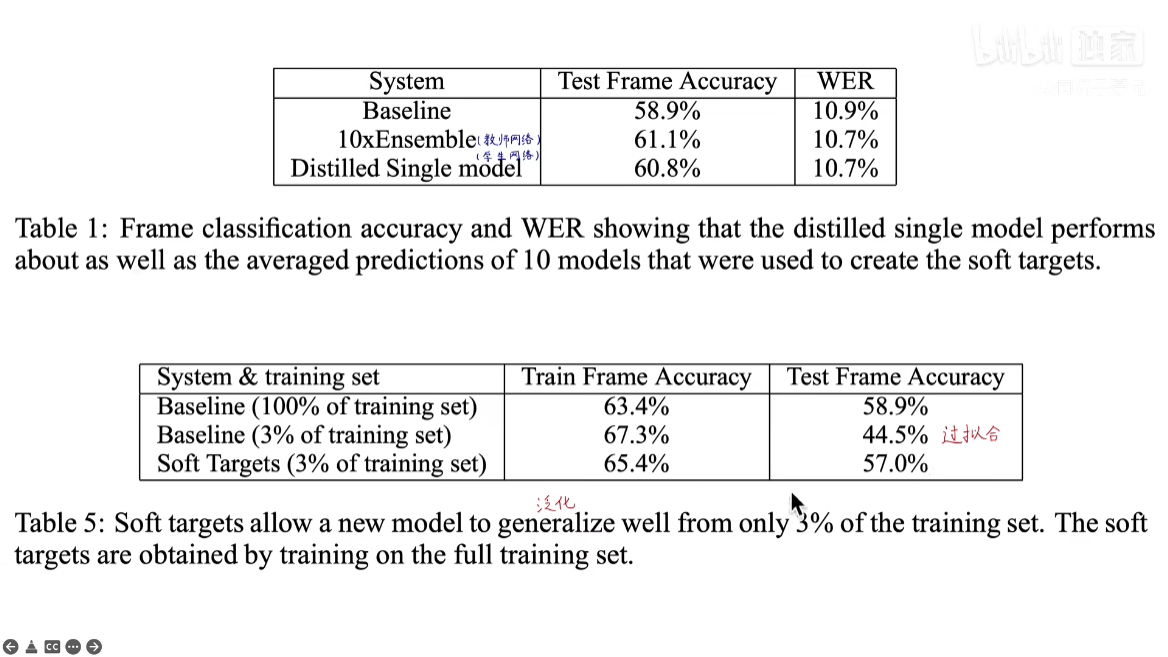 bilibili 独家
System Test Frame Accuracy WER
Baseline 58.9% 10.9%
10xEnsemble (教师网络) 61.1% 10.7%
(学生网络)
Distilled Single model 60.8% 10.7%
Table 1: Frame classification accuracy and WER showing that the distilled single model performs
about as well as the averaged predictions of 10 models that were used to create the soft targets.
System & training set Train Frame Accuracy Test Frame Accuracy
Baseline (100% of training set) 63.4% 58.9%
Baseline (3% of training set) 67.3% 44.5% 过拟合
Soft Targets (3% of training set) 65.4% 57.0%
泛化
Table 5: Soft targets allow a new model to generalize well from only 3% of the training set. The soft
targets are obtained by training on the full training set.
CC